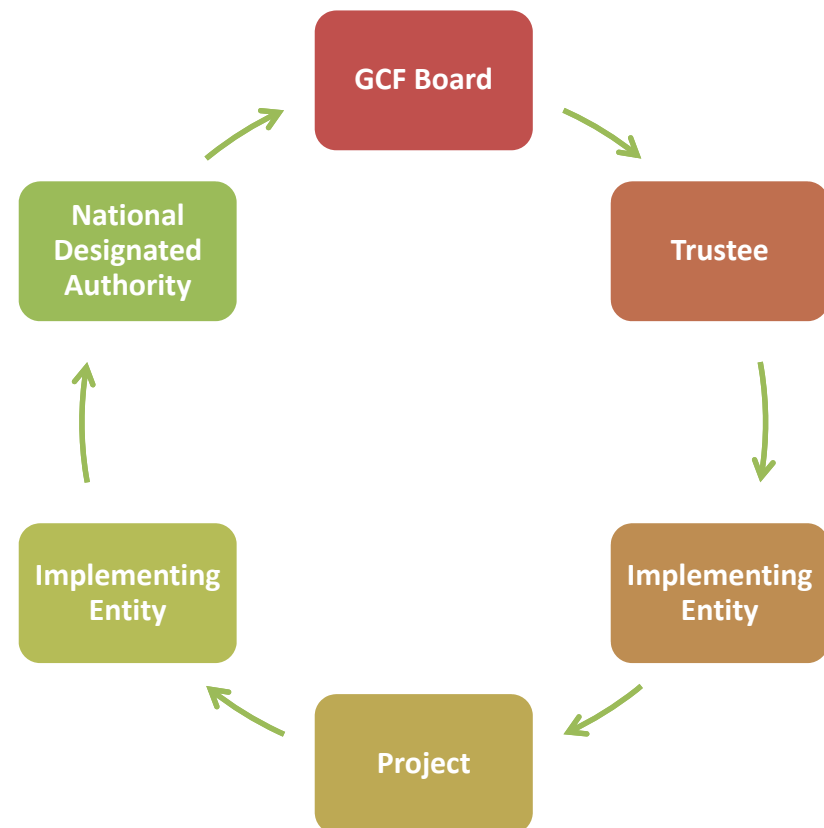 GCF Board
Trustee
Implementing
Entity
Project
Implementing
Entity
National
Designated
Authority